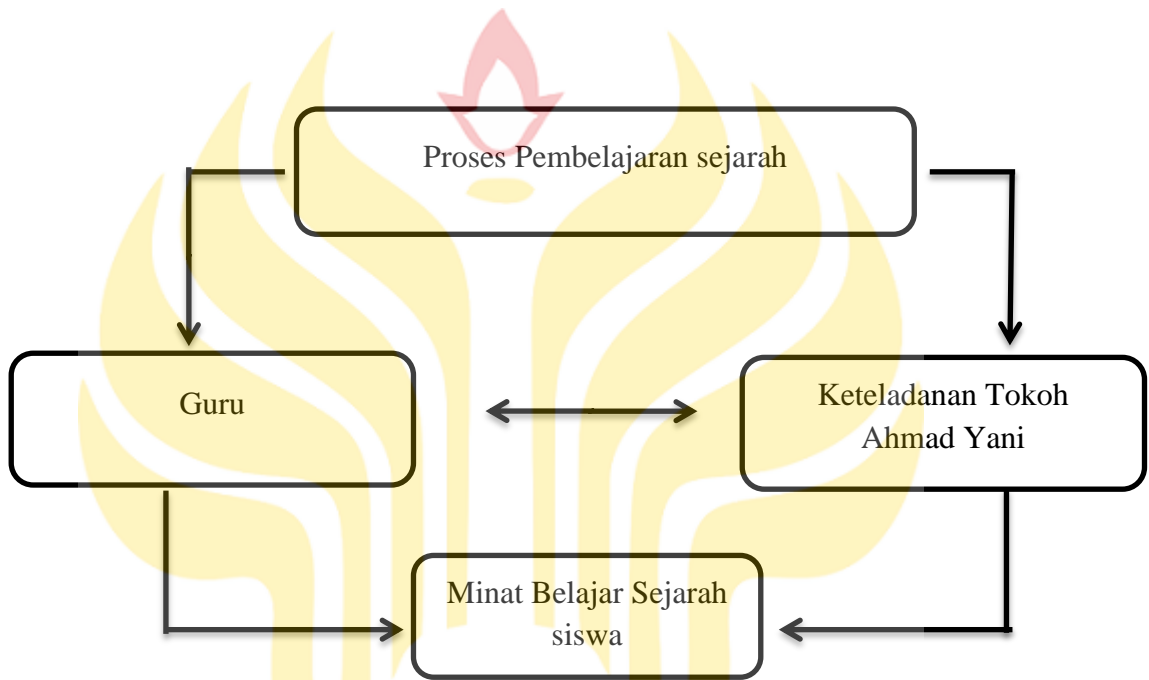 Proses Pembelajaran sejarah
Guru
Keteladanan Tokoh
Ahmad Yani
Minat Belajar Sejarah
siswa